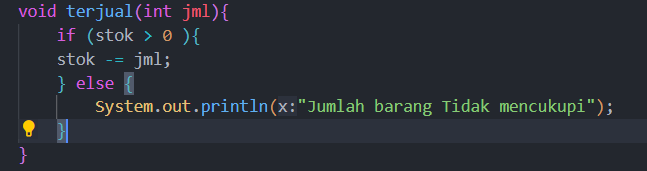 void terjual(int jml){
if (stok > 0 ){
stok -= jml;
} else {
System.out.println(x:"Jumlah barang Tidak mencukupi");
}
}